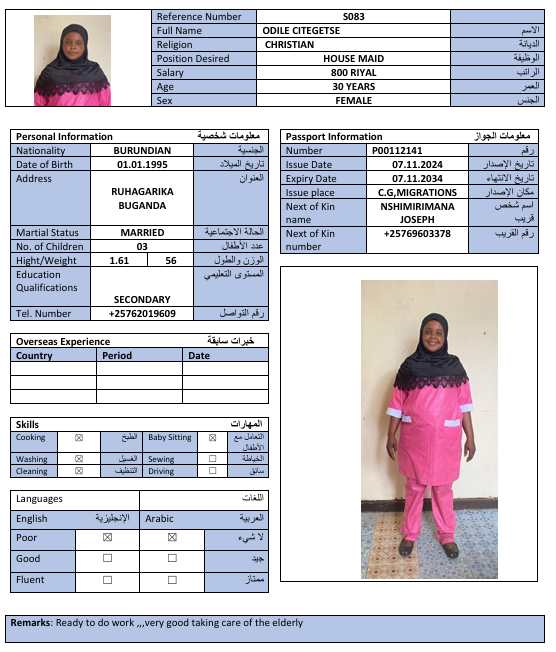 Reference Number S083
Full Name ODILE CITEGETSE الاسم
Religion CHRISTIAN الديانة
Position Desired HOUSE MAID الوظيفة
Salary 800 RIYAL الراتب
Age 30 YEARS العمر
Sex FEMALE الجنس
Personal Information معلومات شخصية
Nationality BURUNDIAN الجنسية
Date of Birth 01.01.1995 تاريخ الميلاد
Address العنوان
RUHAGARIKA
BUGANDA
Martial Status MARRIED الحالة الاجتماعية
No. of Children 03 عدد الأطفال
Hight/Weight 1.61 56 الوزن والطول
Education المستوى التعليمي
Qualifications
SECONDARY
Tel. Number +25762019609 رقم التواصل
Passport Information معلومات الجواز
Number P00112141 رقم
Issue Date 07.11.2024 تاريخ الإصدار
Expiry Date 07.11.2034 تاريخ الانتهاء
Issue place C.G,MIGRATIONS مكان الإصدار
Next of Kin NSHIMIRIMANA اسم شخص
name JOSEPH قريب
Next of Kin +25769603378 رقم القريب
number
Overseas Experience خبرات سابقة
Country Period Date
Skills المهارات
Cooking ☒ الطبخ Baby Sitting ☒ التعامل مع
الأطفال
Washing ☒ الغسيل Sewing ☐ الخياطة
Cleaning ☒ التنظيف Driving ☐ سائق
Languages اللغات
English الإنجليزية Arabic العربية
Poor ☒ ☒ لا شيء
Good ☐ ☐ جيد
Fluent ☐ ☐ ممتاز
Remarks: Ready to do work ,,,very good taking care of the elderly